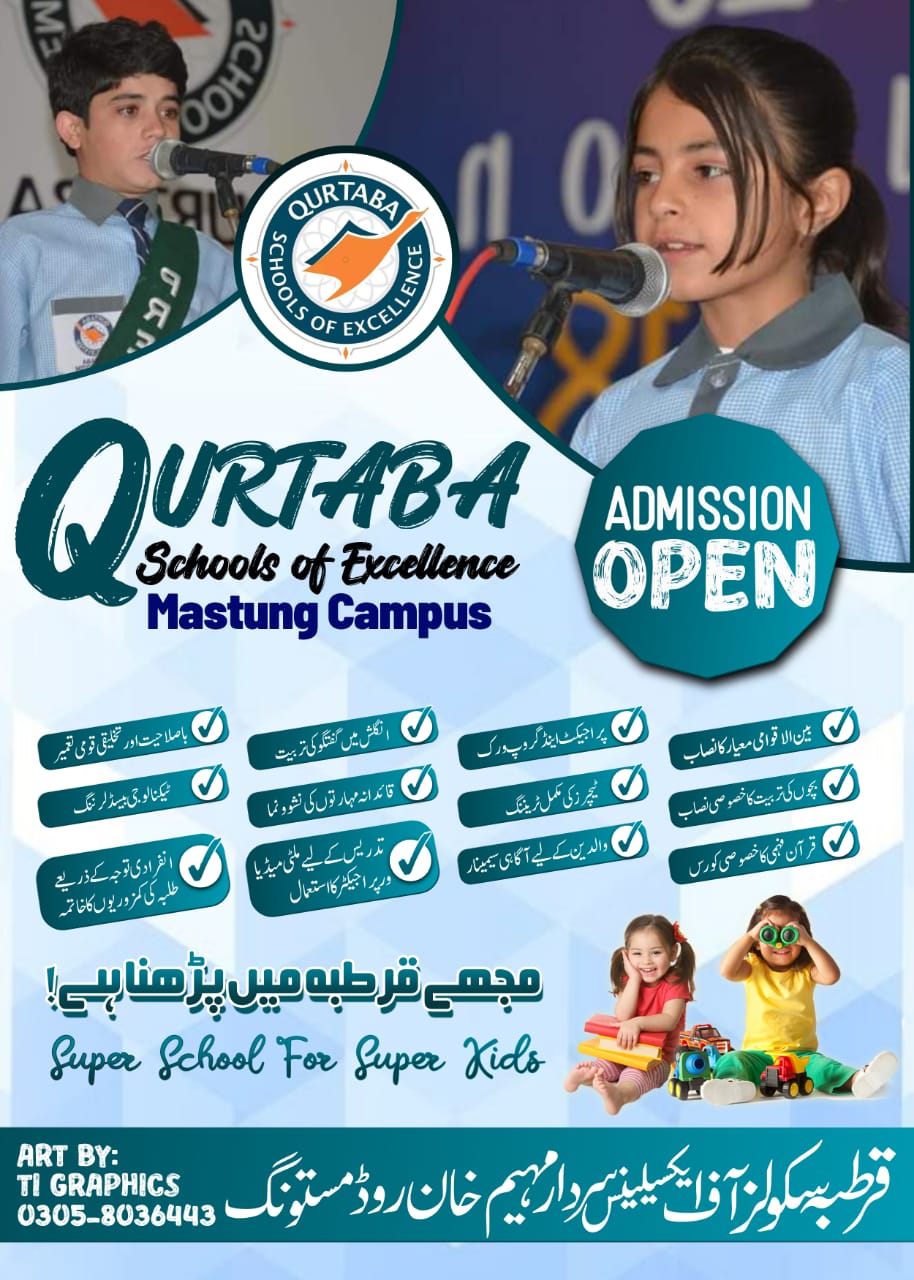 QURTABA
SCHOOLS OF EXCELLENCE
QURTABA
Schools of Excellence
Mastung Campus
ADMISSION
OPEN
بین الاقوامی معیار کا نصاب
پراجیکٹ اینڈ گروپ ورک
انگلش میں گفتگو کی تربیت
باصلاحیت اور تخلیقی قومی تعمیر
بچوں کی تربیت کا خصوصی نصاب
ٹیچرز کی مکمل ٹریننگ
قائدانہ مہارتوں کی نشوونما
ٹیکنالوجی بیسڈ لرننگ
قرآن فہمی کا خصوصی کورس
والدین کے لیے آگاہی سیمینار
تدریس کے لیے ملٹی میڈیا
ور پراجیکٹر کا استعمال
انفرادی توجہ کے ذریعے
طلبہ کی کمزوریوں کا خاتمہ
مجھے قرطبہ میں پڑھنا ہے!
Super School For Super Kids
ART BY:
TI GRAPHICS
0305-8036443
قرطبہ سکولز آف ایکسیلینس سردار مہیم خان روڈ مستونگ